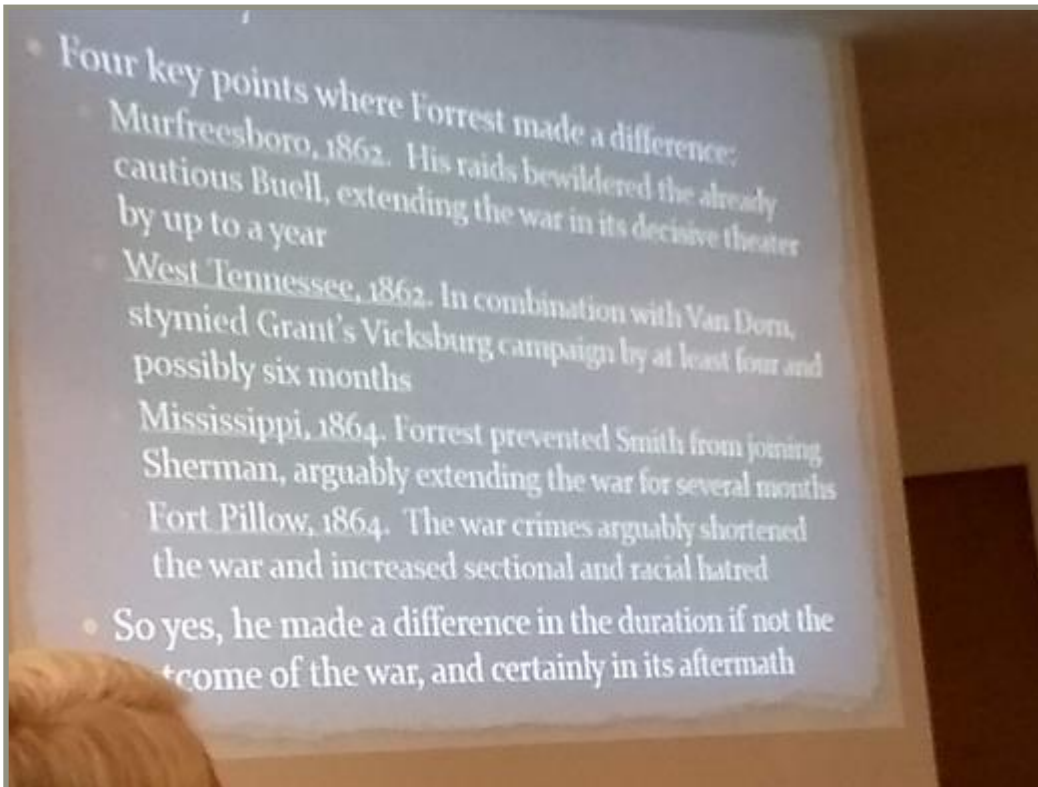 Four key points where Forrest made a difference:
Murfreesboro, 1862. His raids bewildered the already
cautious Buell, extending the war in its decisive theater
by up to a year
West Tennessee, 1862. In combination with Van Dorn,
stymied Grant's Vicksburg campaign by at least four and
possibly six months
Mississippi, 1864. Forrest prevented Smith from joining
Sherman, arguably extending the war for several months
Fort Pillow, 1864. The war crimes arguably shortened
the war and increased sectional and racial hatred
So yes, he made a difference in the duration if not the
tcome of the war, and certainly in its aftermath